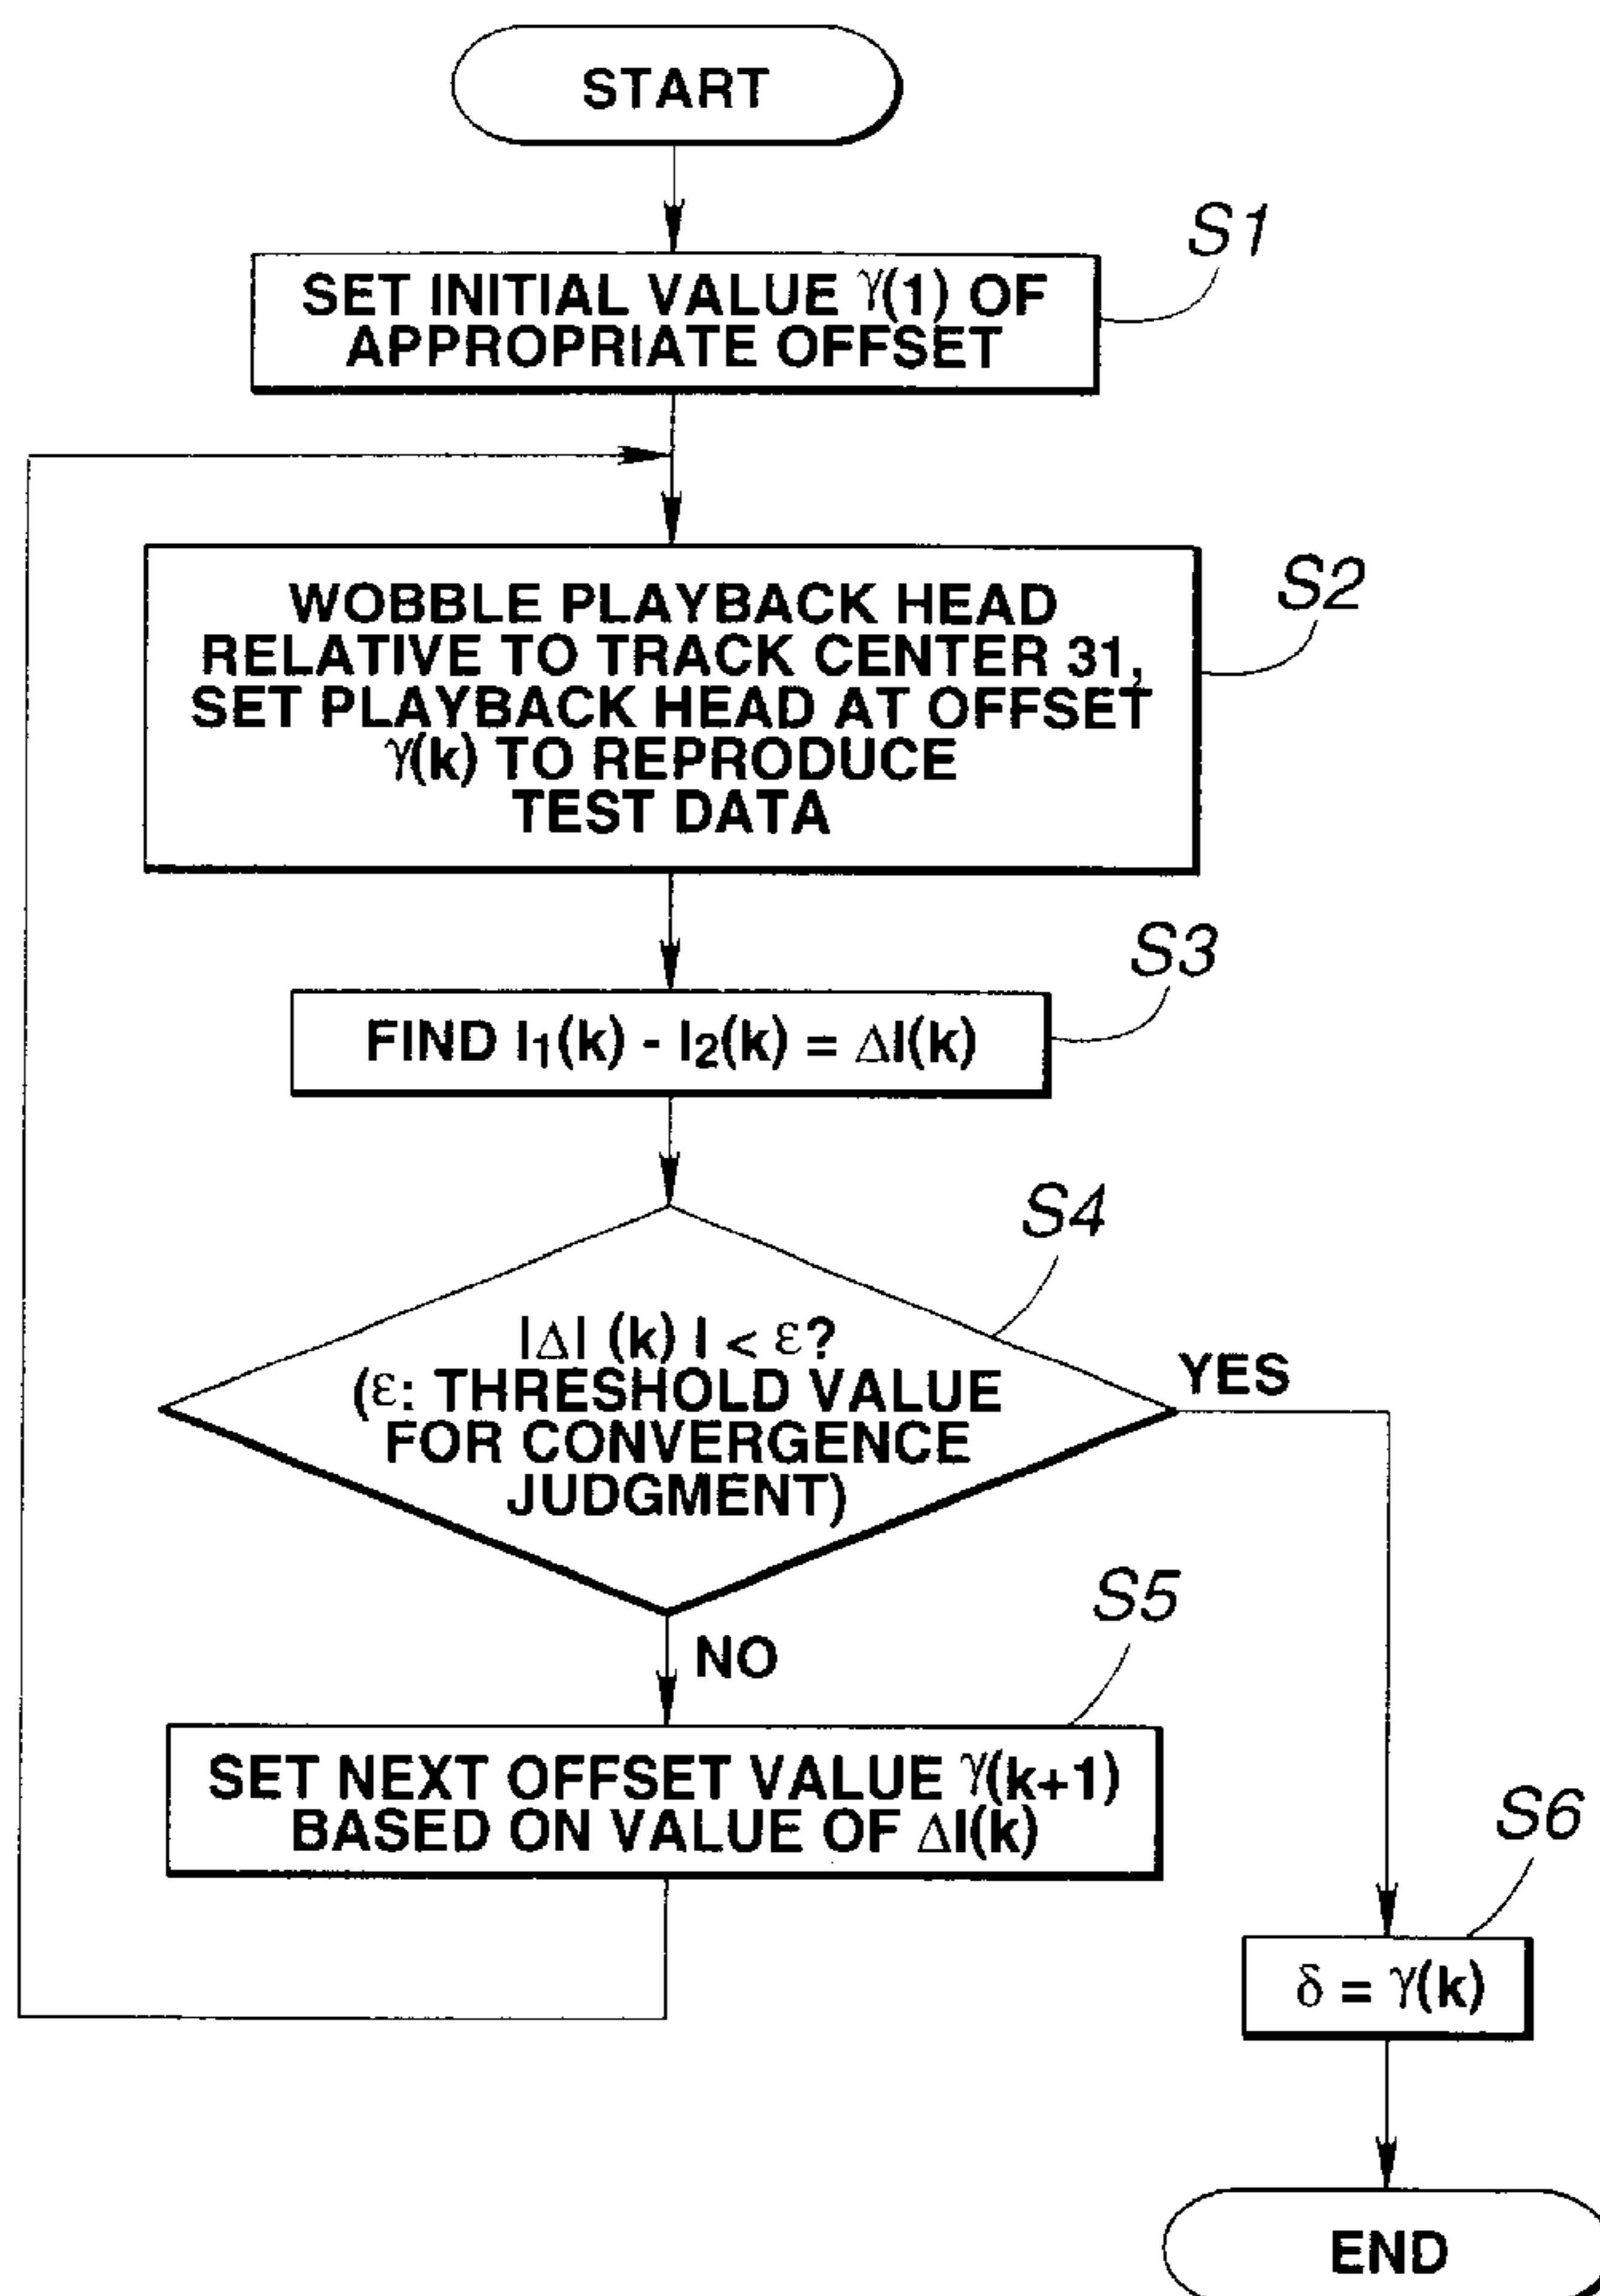 START
S1
SET INITIAL VALUE γ(1) OF
APPROPRIATE OFFSET
S2
WOBBLE PLAYBACK HEAD
RELATIVE TO TRACK CENTER 31,
SET PLAYBACK HEAD AT OFFSET
γ(k) TO REPRODUCE
TEST DATA
S3
FIND I₁(k) - I₂(k) = ΔI(k)
S4
|ΔI (k) | < ε?
(ε: THRESHOLD VALUE
FOR CONVERGENCE
JUDGMENT)
YES
NO
S5
SET NEXT OFFSET VALUE γ(k+1)
BASED ON VALUE OF ΔI(k)
S6
δ = γ(k)
END